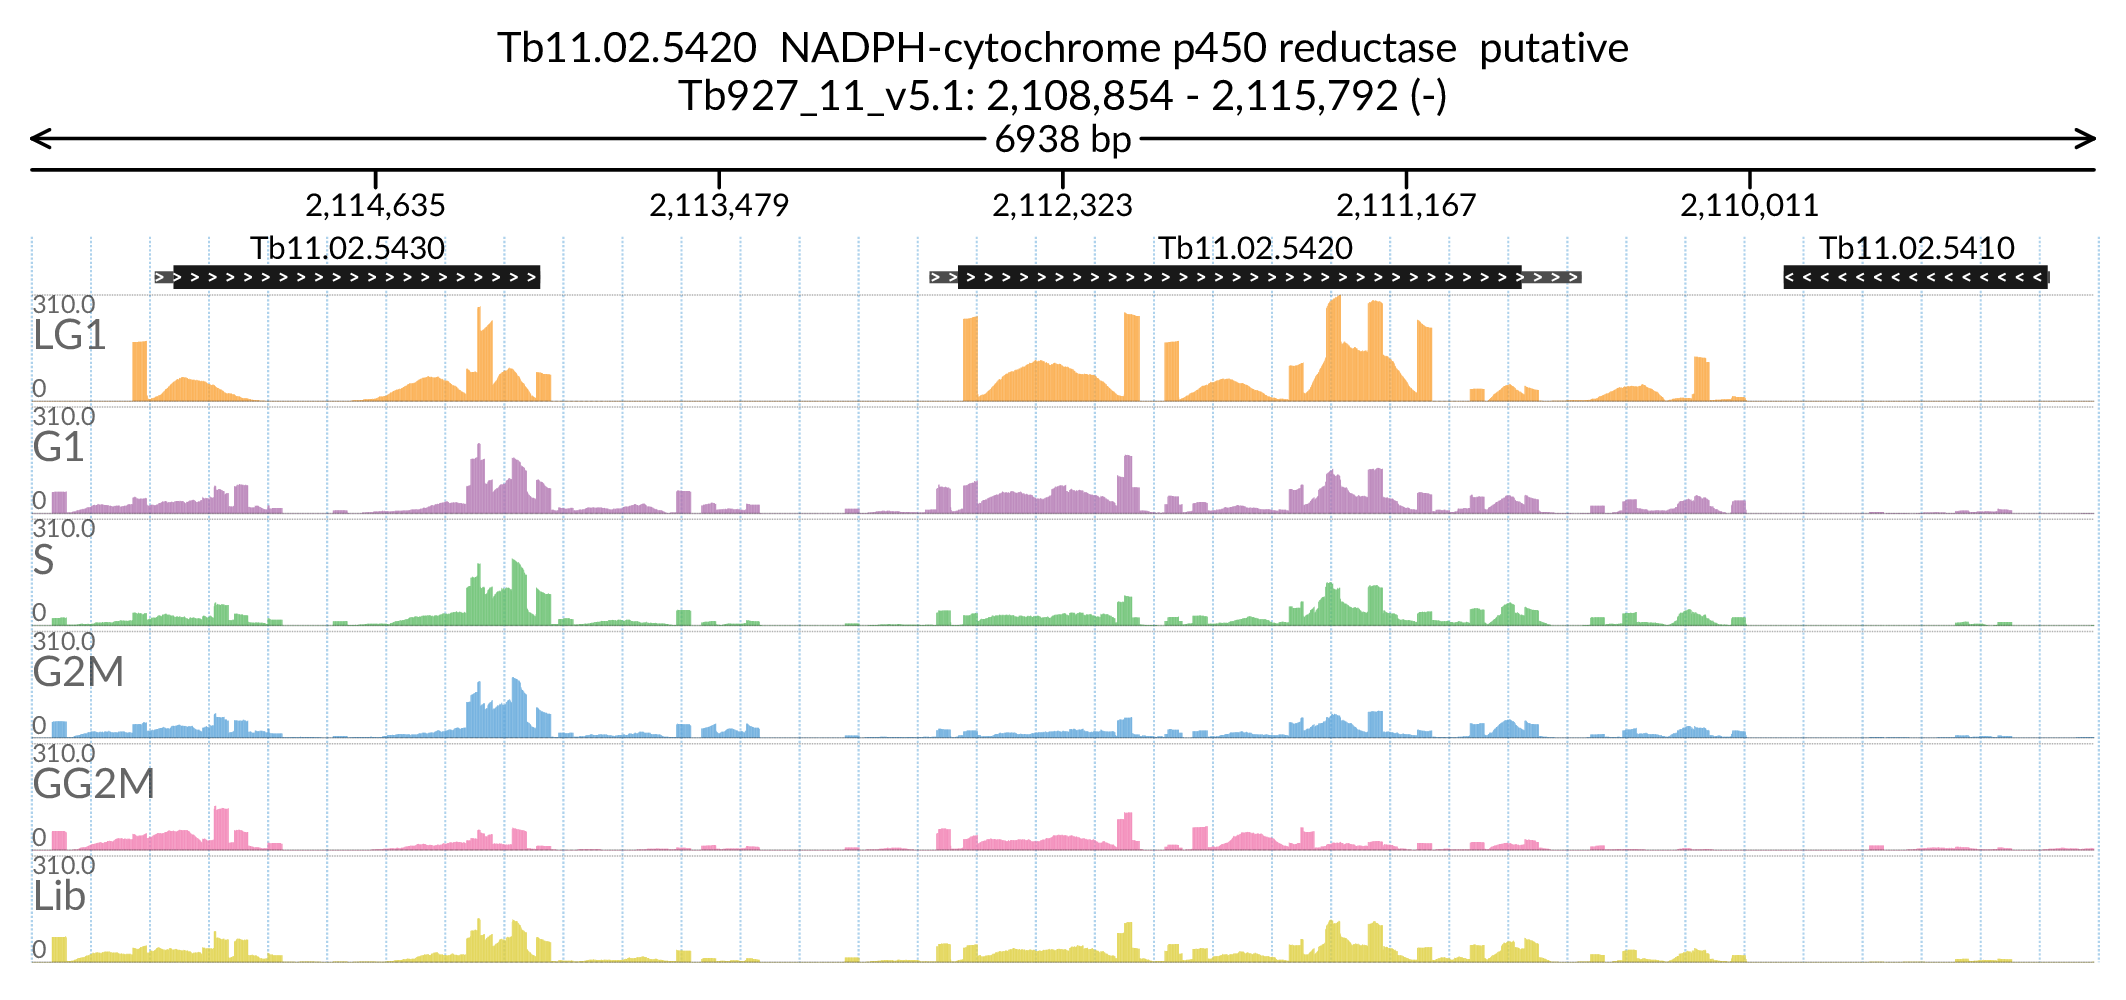 Tb11.02.5420 NADPH-cytochrome p450 reductase putative
Tb927_11_v5.1: 2,108,854 - 2,115,792 (-)
6938 bp
2,114,635 2,113,479 2,112,323 2,111,167 2,110,011
Tb11.02.5430 Tb11.02.5420 Tb11.02.5410
310.0
LG1
0
310.0
G1
0
310.0
S
0
310.0
G2M
0
310.0
GG2M
0
310.0
Lib
0